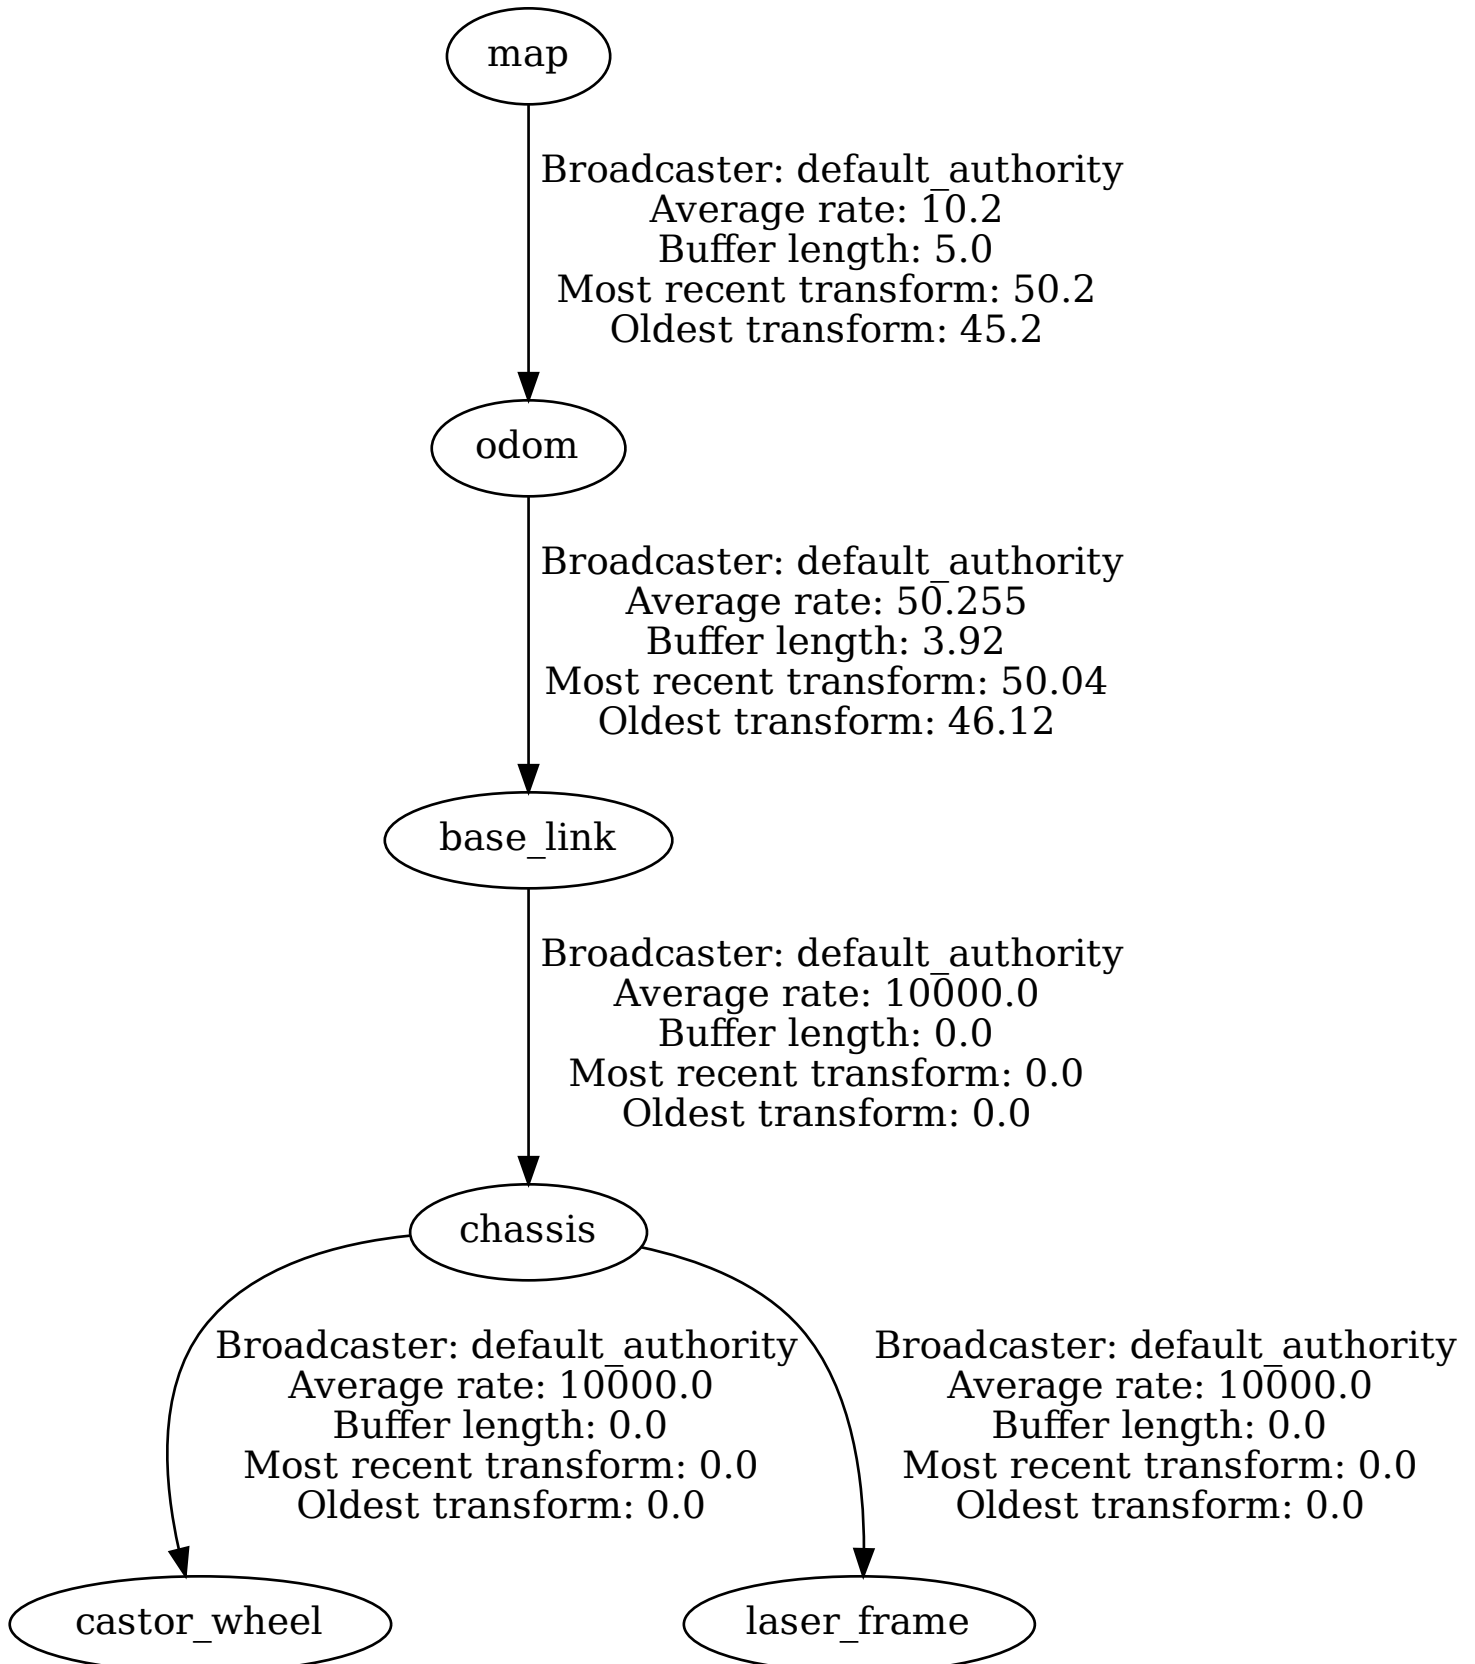 map
Broadcaster: default_authority
Average rate: 10.2
Buffer length: 5.0
Most recent transform: 50.2
Oldest transform: 45.2
odom
Broadcaster: default_authority
Average rate: 50.255
Buffer length: 3.92
Most recent transform: 50.04
Oldest transform: 46.12
base_link
Broadcaster: default_authority
Average rate: 10000.0
Buffer length: 0.0
Most recent transform: 0.0
Oldest transform: 0.0
chassis
Broadcaster: default_authority
Average rate: 10000.0
Buffer length: 0.0
Most recent transform: 0.0
Oldest transform: 0.0
Broadcaster: default_authority
Average rate: 10000.0
Buffer length: 0.0
Most recent transform: 0.0
Oldest transform: 0.0
castor_wheel
laser_frame